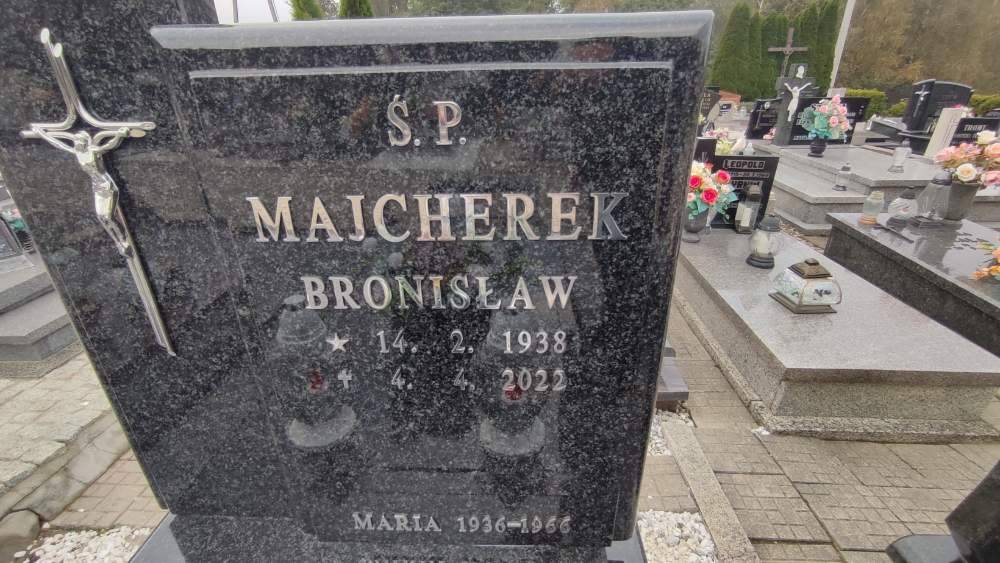 Ś. P.
MAJCHEREK
BRONISŁAW
★ 14. 2. 1938
✝ 4. 4. 2022
MARIA 1936-1966
LEOPOLD